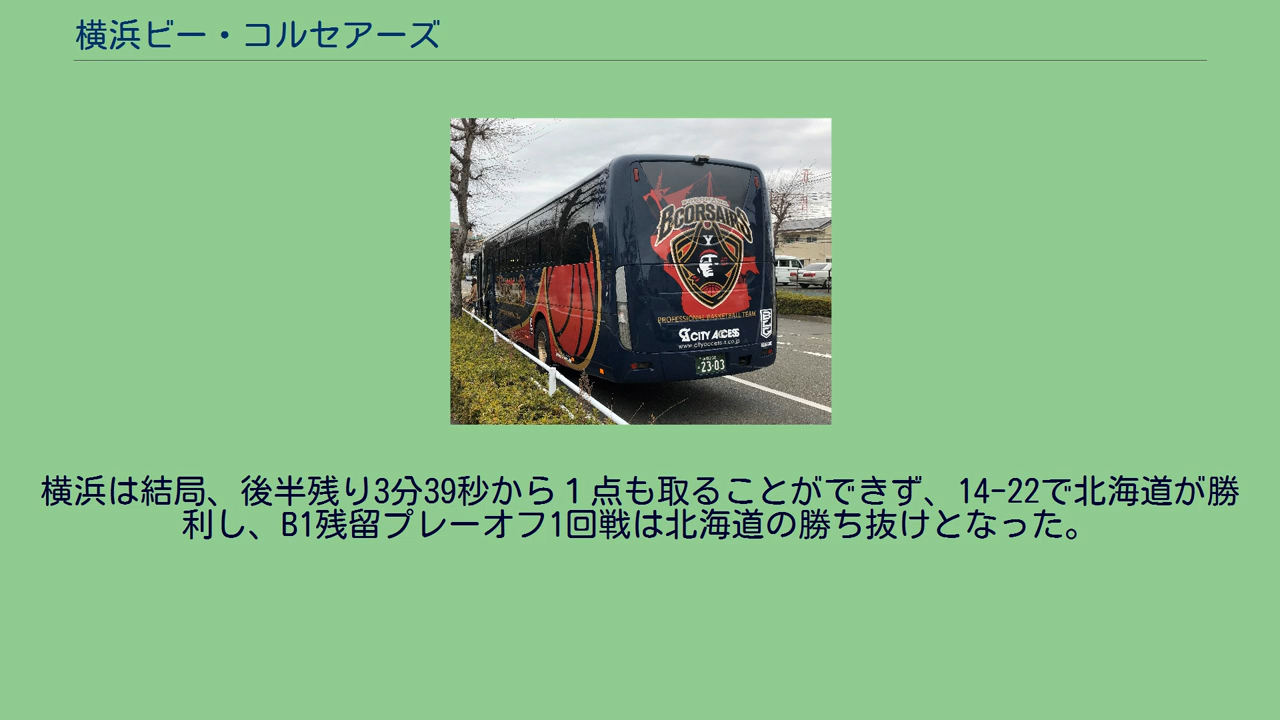 横浜ビー・コルセアーズ
BCORSAIRS
Y
PROFESSIONAL BASKETBALL TEAM
CITY ACCESS
www.cityaccess-k.co.jp
23-03
横浜は結局、後半残り3分39秒から１点も取ることができず、14-22で北海道が勝
利し、B1残留プレーオフ1回戦は北海道の勝ち抜けとなった。